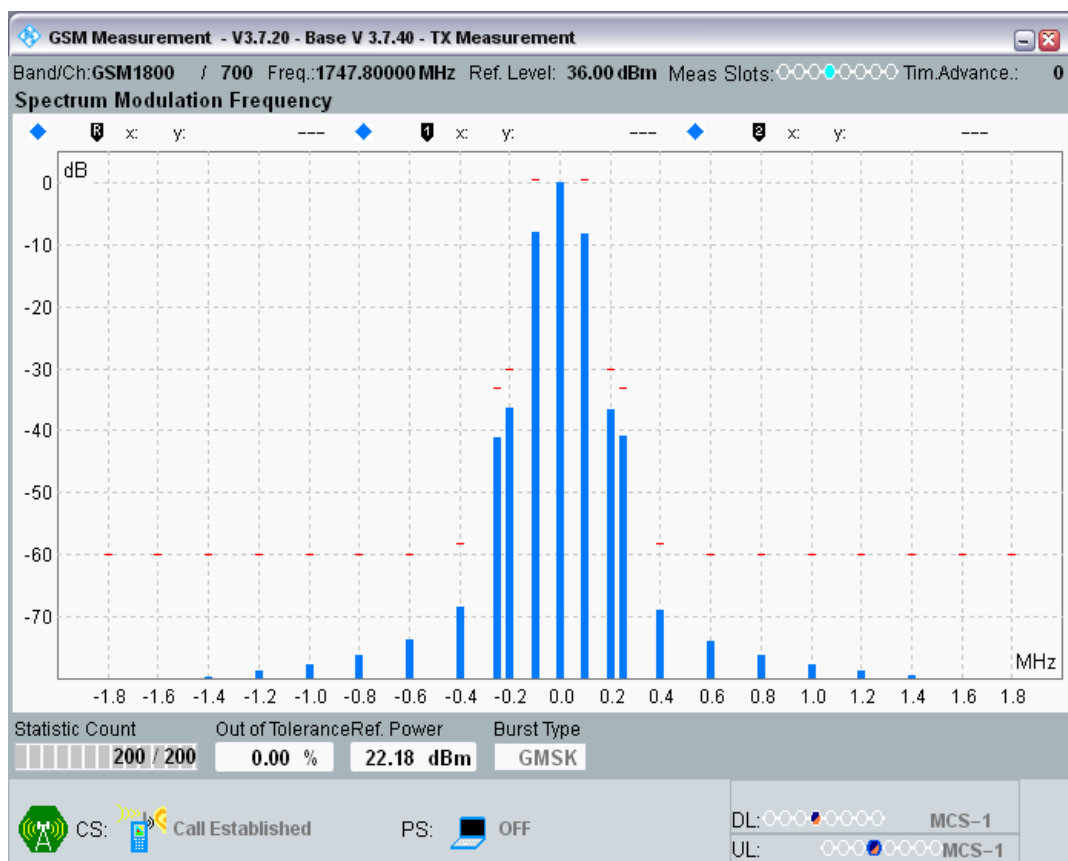 GSM Measurement - V3.7.20 - Base V 3.7.40 - TX Measurement
Band/Ch:GSM1800 / 700 Freq.:1747.80000 MHz Ref. Level: 36.00 dBm Meas Slots: Tim.Advance.: 0
Spectrum Modulation Frequency
R x: y: --- 1 x: y: --- 2 x: y: ---
dB
0
-10
-20
-30
-40
-50
-60
-70
MHz
-1.8 -1.6 -1.4 -1.2 -1.0 -0.8 -0.6 -0.4 -0.2 0.0 0.2 0.4 0.6 0.8 1.0 1.2 1.4 1.6 1.8
Statistic Count Out of Tolerance Ref. Power Burst Type
200 / 200 0.00 % 22.18 dBm GMSK
CS: Call Established PS: OFF
DL: MCS-1
UL: MCS-1